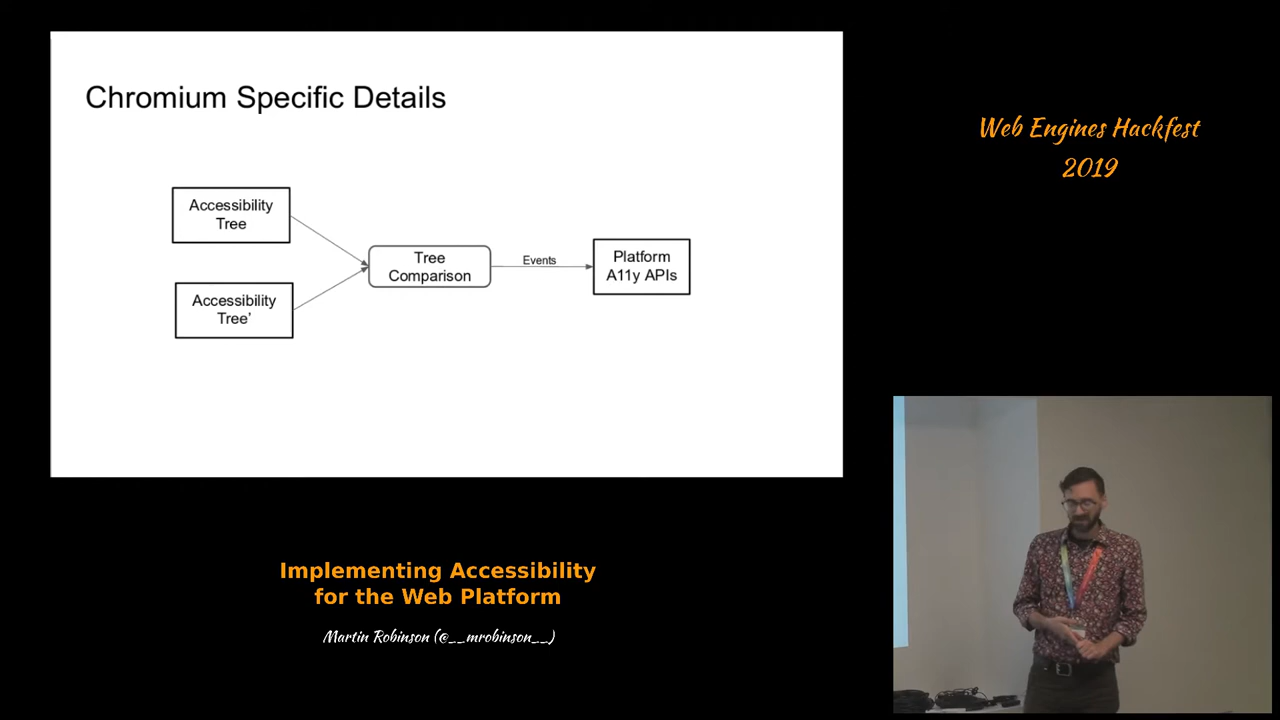 Chromium Specific Details
Accessibility
Tree
Accessibility
Tree’
Tree
Comparison
Events
Platform
A11y APIs
Web Engines Hackfest
2019
Implementing Accessibility
for the Web Platform
Martin Robinson (@__mrobinson__)